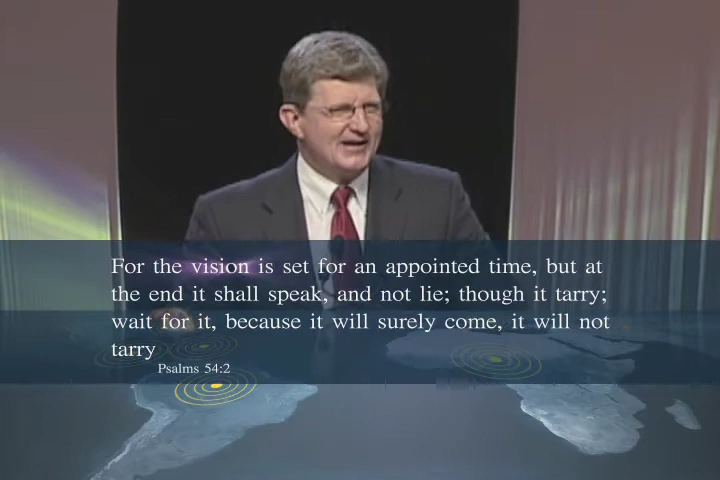 For the vision is set for an appointed time, but at
the end it shall speak, and not lie; though it tarry;
wait for it, because it will surely come, it will not
tarry
Psalms 54:2